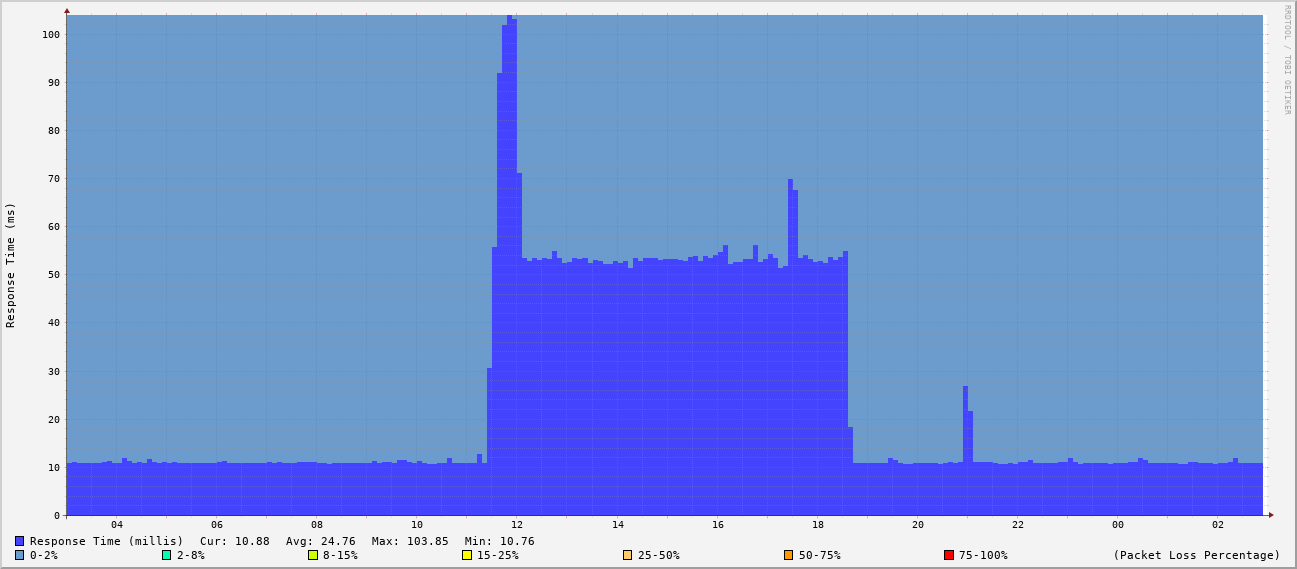 RRDTOOL / TOBI OETIKER
Response Time (ms)
100
90
80
70
60
50
40
30
20
10
0
04 06 08 10 12 14 16 18 20 22 00 02
Response Time (millis) Cur: 10.88 Avg: 24.76 Max: 103.85 Min: 10.76
0-2% 2-8% 8-15% 15-25% 25-50% 50-75% 75-100% (Packet Loss Percentage)